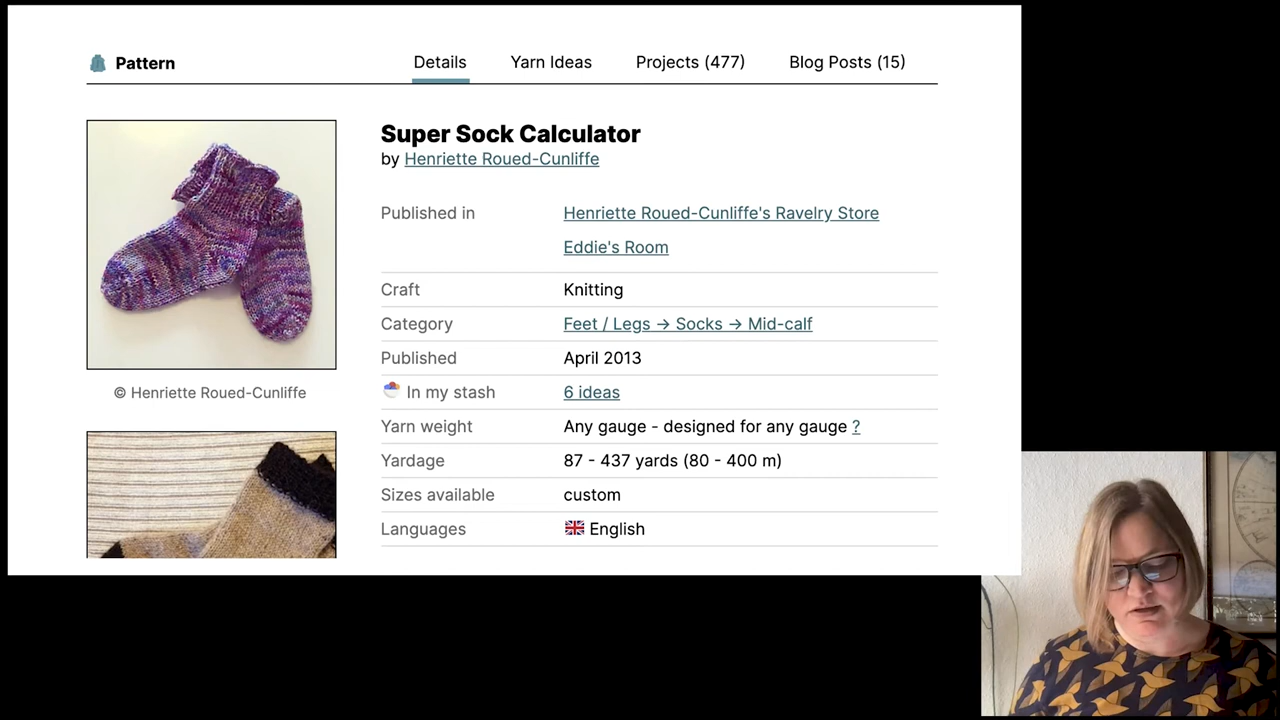 Pattern
Details Yarn Ideas Projects (477) Blog Posts (15)
Super Sock Calculator
by Henriette Roued-Cunliffe
Published in Henriette Roued-Cunliffe's Ravelry Store
Eddie's Room
Craft Knitting
Category Feet / Legs → Socks → Mid-calf
Published April 2013
In my stash 6 ideas
Yarn weight Any gauge - designed for any gauge ?
Yardage 87 - 437 yards (80 - 400 m)
Sizes available custom
Languages English
© Henriette Roued-Cunliffe